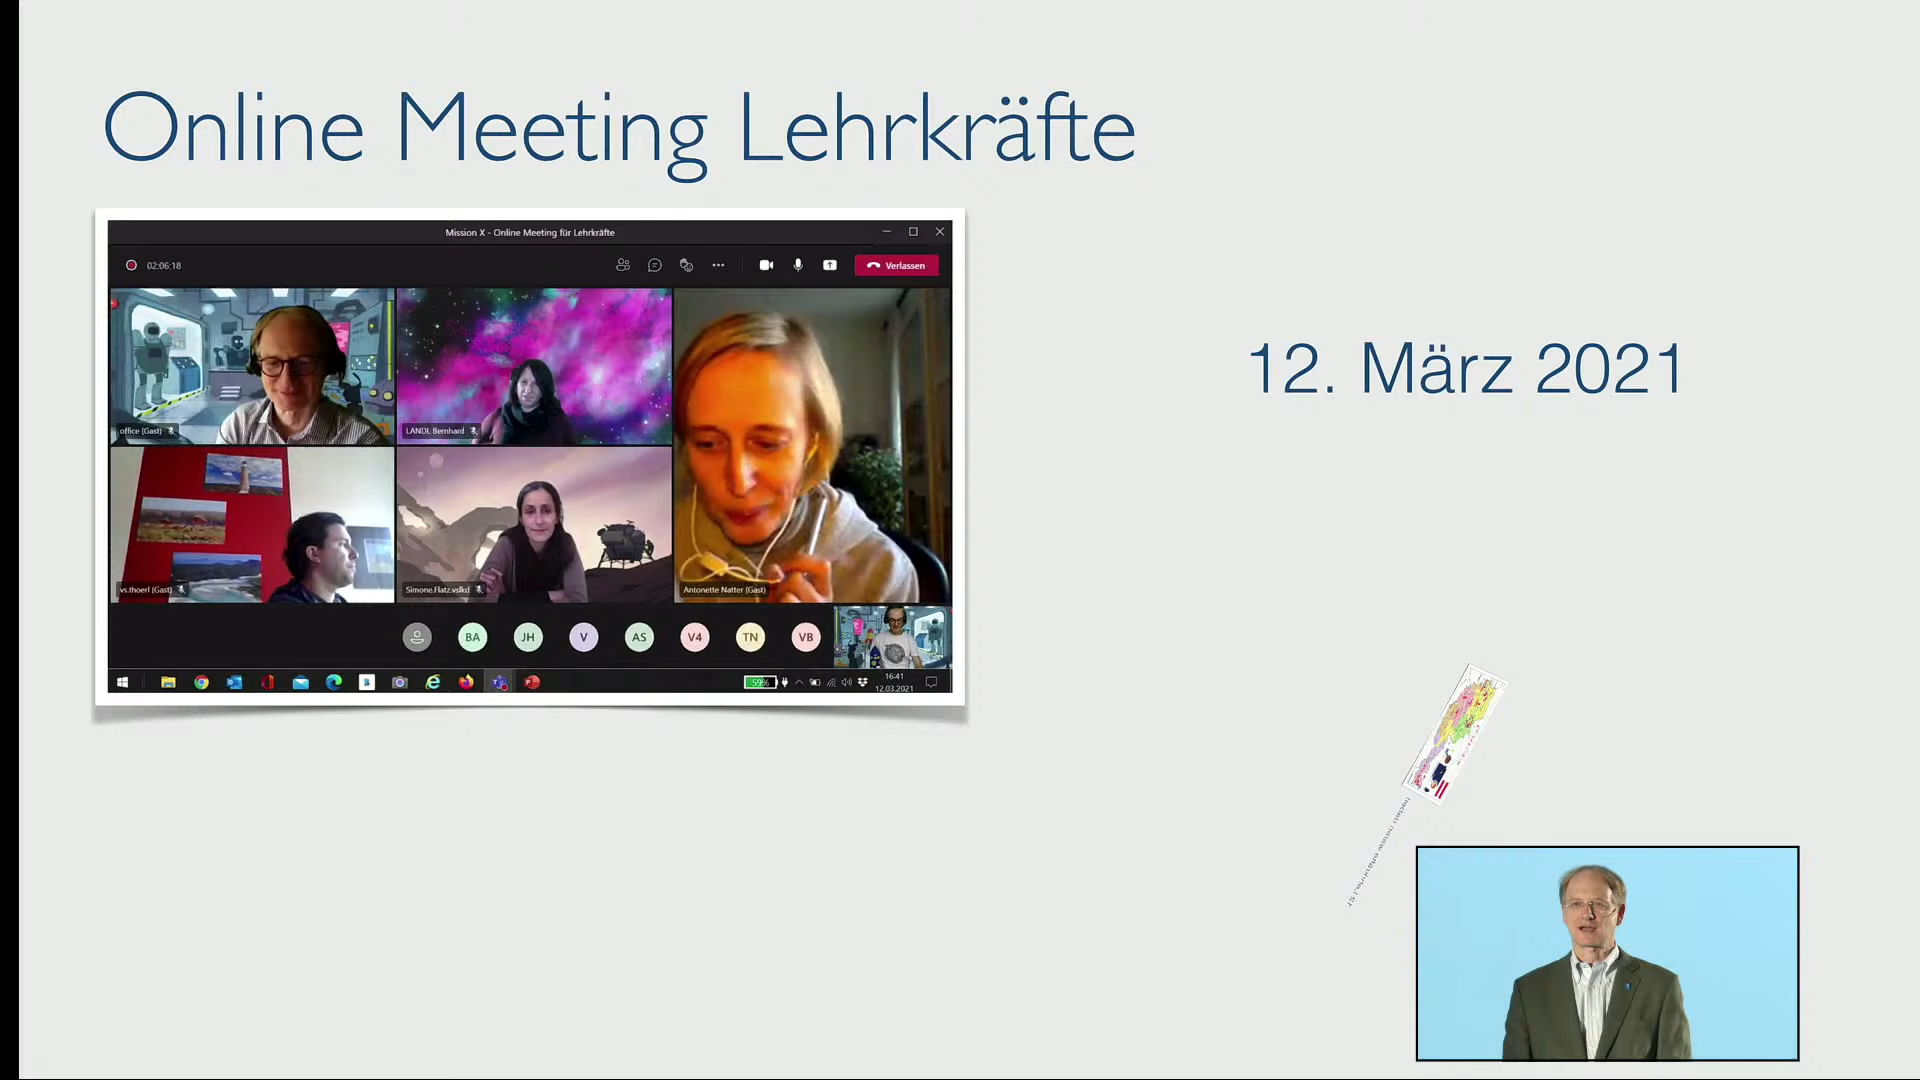 Online Meeting Lehrkräfte
Mission X - Online Meeting für Lehrkräfte
02:06:18
Verlassen
12. März 2021
office (Gast)
LANDL Bernhard
vs.thoerl (Gast)
Simone.Flatz.vslkd
Antonette Natter (Gast)
BA
JH
V
AS
V4
TN
VB
59%
16:41
12.03.2021